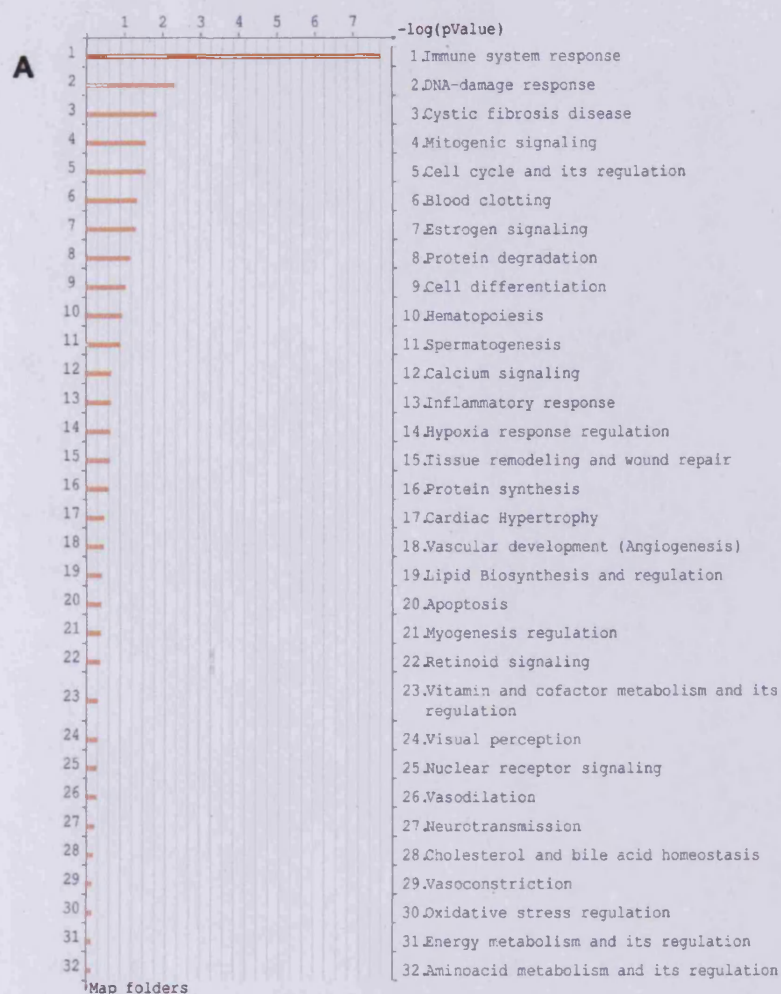 1 2 3 4 5 6 7
-log(pValue)
A
1 1.Immune system response
2 2.DNA-damage response
3 3.Cystic fibrosis disease
4 4.Mitogenic signaling
5 5.Cell cycle and its regulation
6 6.Blood clotting
7 7.Estrogen signaling
8 8.Protein degradation
9 9.Cell differentiation
10 10.Hematopoiesis
11 11.Spermatogenesis
12 12.Calcium signaling
13 13.Inflammatory response
14 14.Hypoxia response regulation
15 15.Tissue remodeling and wound repair
16 16.Protein synthesis
17 17.Cardiac Hypertrophy
18 18.Vascular development (Angiogenesis)
19 19.Lipid Biosynthesis and regulation
20 20.Apoptosis
21 21.Myogenesis regulation
22 22.Retinoid signaling
23 23.Vitamin and cofactor metabolism and its
regulation
24 24.Visual perception
25 25.Nuclear receptor signaling
26 26.Vasodilation
27 27.Neurotransmission
28 28.Cholesterol and bile acid homeostasis
29 29.Vasoconstriction
30 30.Oxidative stress regulation
31 31.Energy metabolism and its regulation
32 32.Aminoacid metabolism and its regulation
Map folders